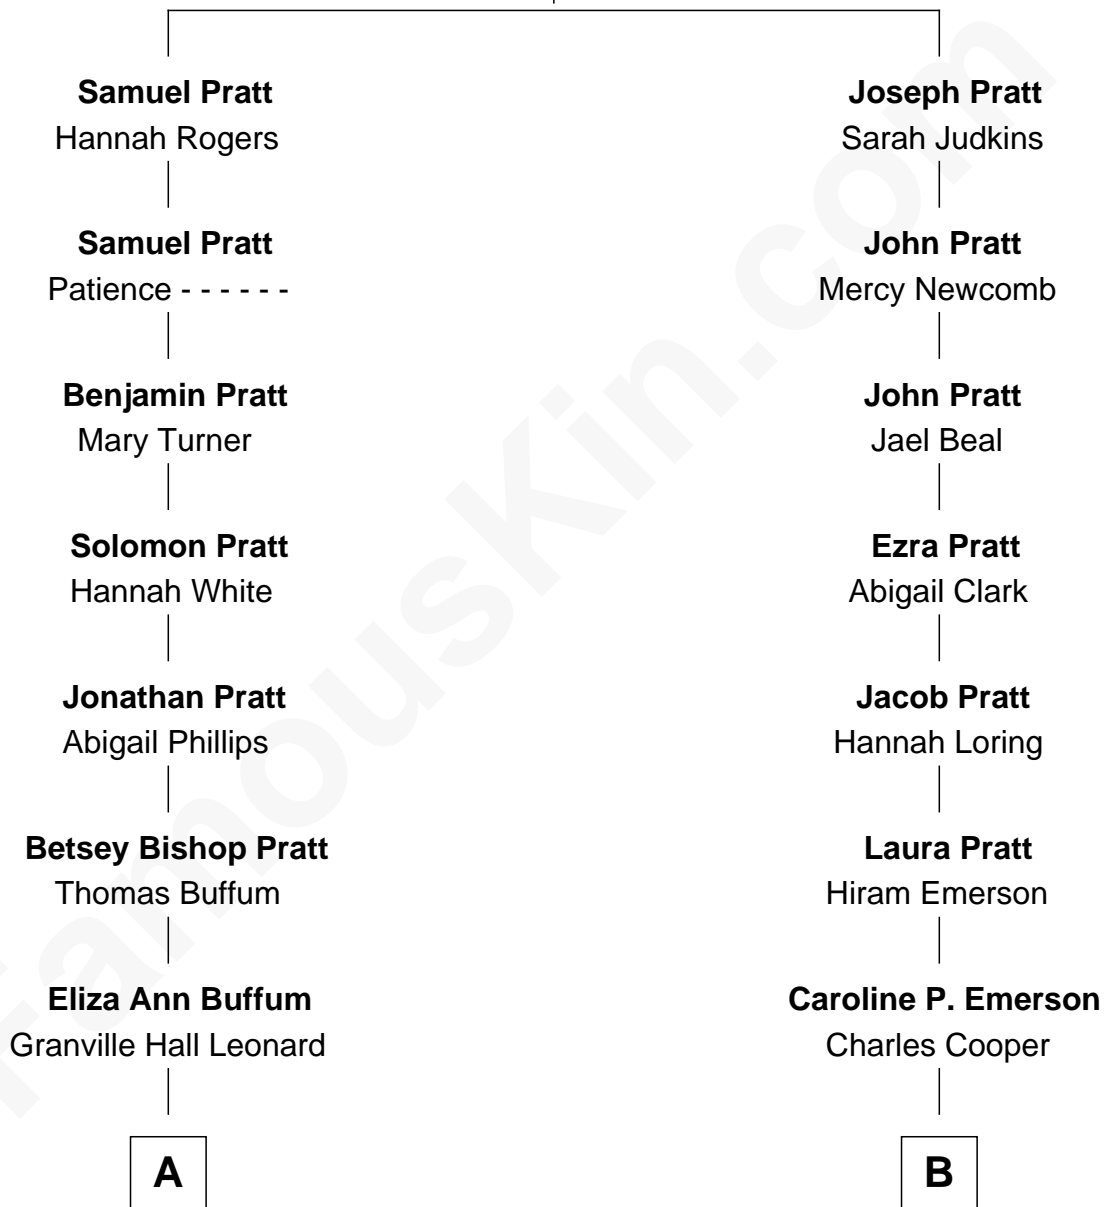 Samuel Pratt
Hannah Rogers
Samuel Pratt
Patience - - - - - -
Benjamin Pratt
Mary Turner
Solomon Pratt
Hannah White
Jonathan Pratt
Abigail Phillips
Betsey Bishop Pratt
Thomas Buffum
Eliza Ann Buffum
Granville Hall Leonard
A
Joseph Pratt
Sarah Judkins
John Pratt
Mercy Newcomb
John Pratt
Jael Beal
Ezra Pratt
Abigail Clark
Jacob Pratt
Hannah Loring
Laura Pratt
Hiram Emerson
Caroline P. Emerson
Charles Cooper
B
FamousKin.com